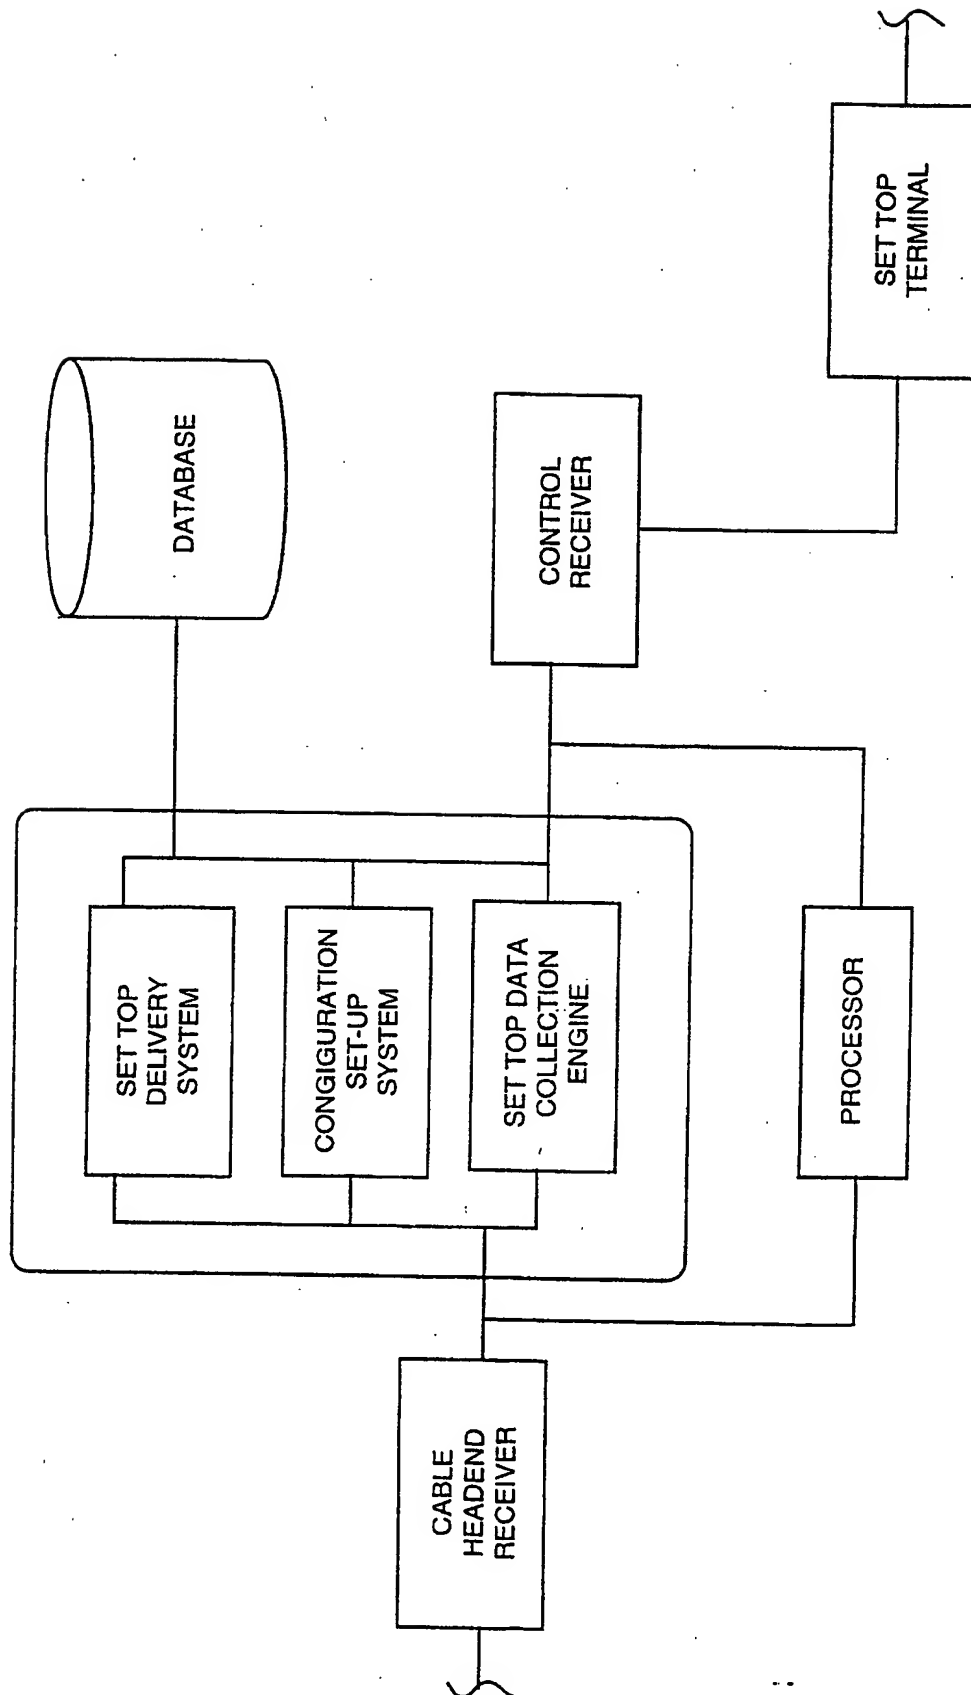 DATABASE
SET TOP
DELIVERY
SYSTEM
CONGIGURATION
SET-UP
SYSTEM
SET TOP DATA
COLLECTION
ENGINE
CABLE
HEADEND
RECEIVER
CONTROL
RECEIVER
PROCESSOR
SET TOP
TERMINAL